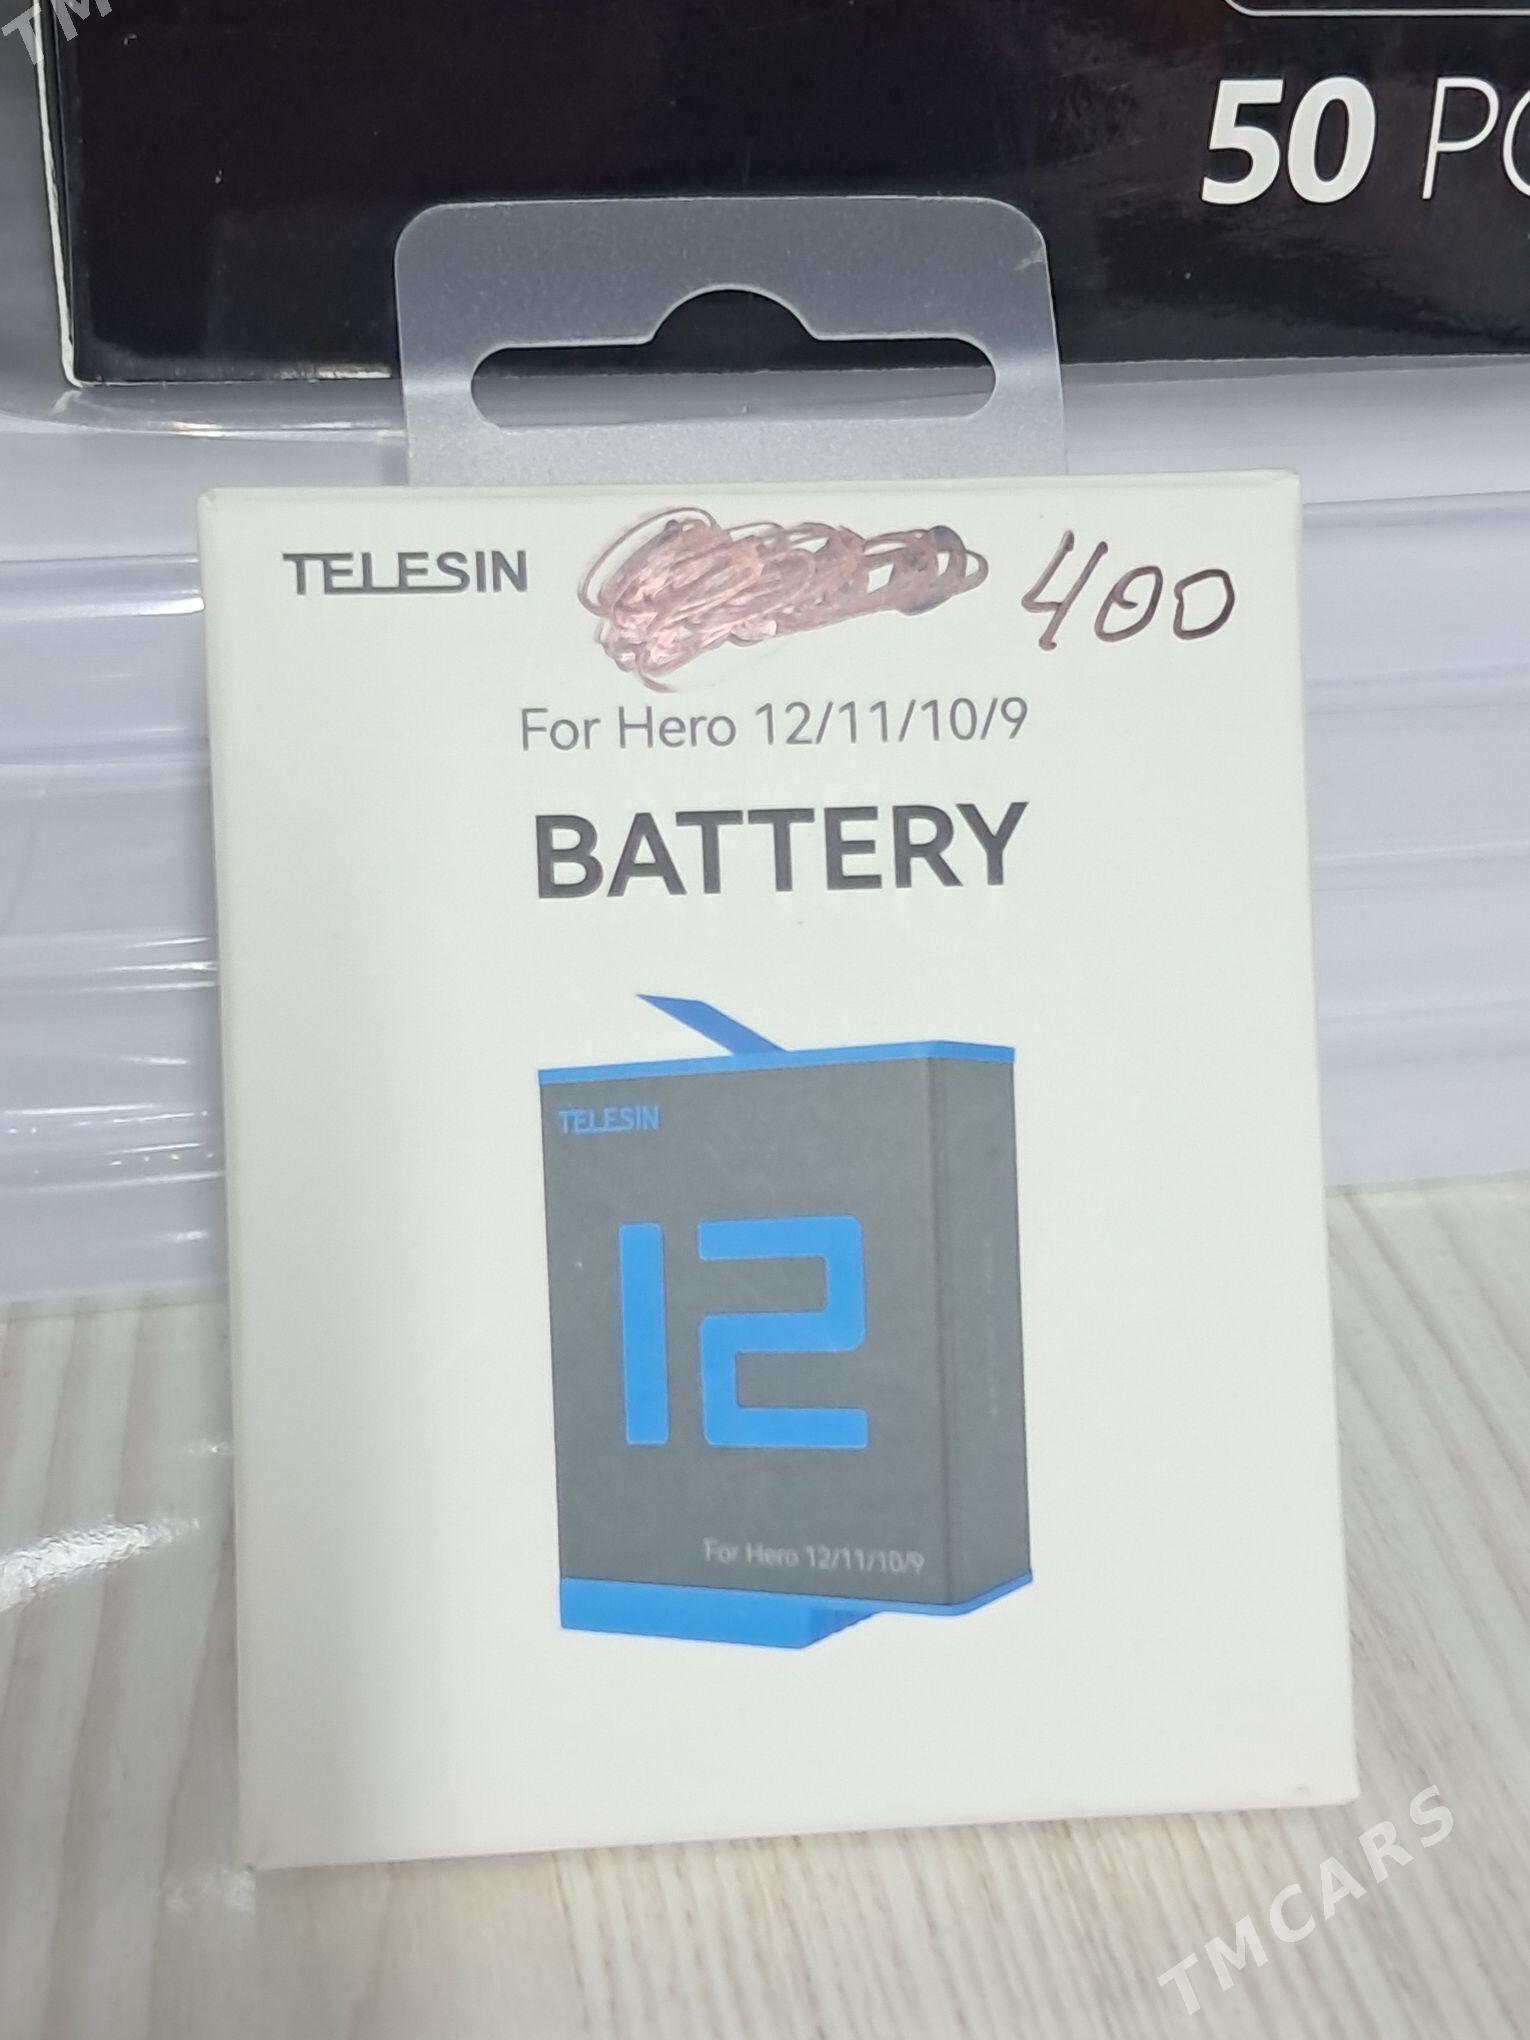 50
TELESIN 400
For Hero 12/11/10/9
BATTERY
TELESIN
12
For Hero 12/11/10/9
TMCARS